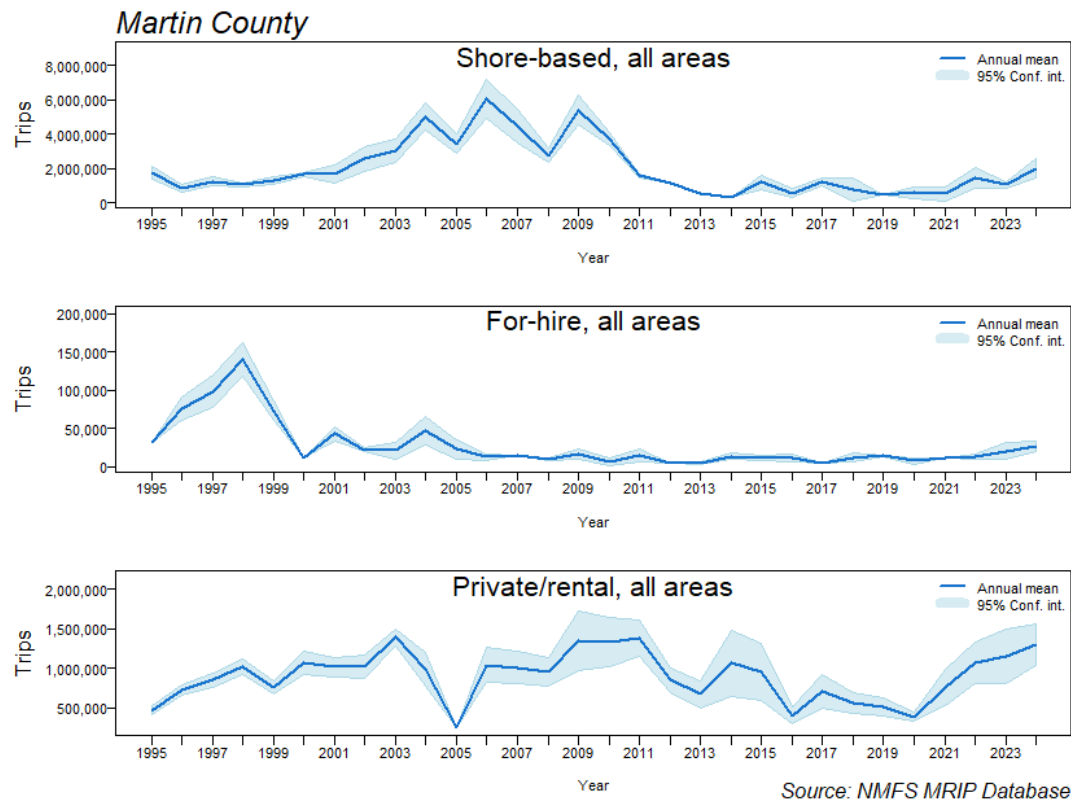 Martin County
Shore-based, all areas
Annual mean
95% Conf. int.
Trips
8,000,000
6,000,000
4,000,000
2,000,000
0
1995 1997 1999 2001 2003 2005 2007 2009 2011 2013 2015 2017 2019 2021 2023
Year
For-hire, all areas
Annual mean
95% Conf. int.
Trips
200,000
150,000
100,000
50,000
0
1995 1997 1999 2001 2003 2005 2007 2009 2011 2013 2015 2017 2019 2021 2023
Year
Private/rental, all areas
Annual mean
95% Conf. int.
Trips
2,000,000
1,500,000
1,000,000
500,000
1995 1997 1999 2001 2003 2005 2007 2009 2011 2013 2015 2017 2019 2021 2023
Year
Source: NMFS MRIP Database